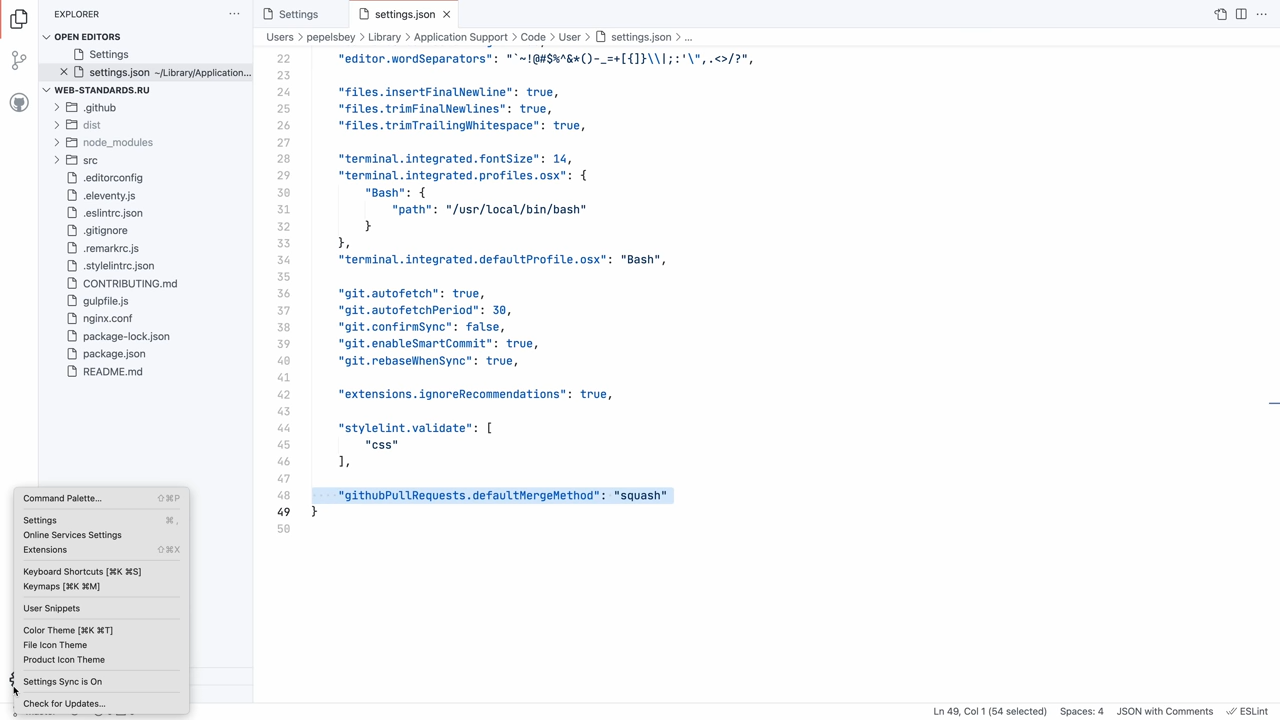 EXPLORER
OPEN EDITORS
Settings
settings.json ~/Library/Application...
WEB-STANDARDS.RU
.github
dist
node_modules
src
.editorconfig
.eleventy.js
.eslintrc.json
.gitignore
.remarkrc.js
.stylelintrc.json
CONTRIBUTING.md
gulpfile.js
nginx.conf
package-lock.json
package.json
README.md
Command Palette... ⇧⌘P
Settings ⌘,
Online Services Settings
Extensions ⇧⌘X
Keyboard Shortcuts [⌘K ⌘S]
Keymaps [⌘K ⌘M]
User Snippets
Color Theme [⌘K ⌘T]
File Icon Theme
Product Icon Theme
Settings Sync is On
Check for Updates...
Settings settings.json
Users > pepelsbey > Library > Application Support > Code > User > settings.json > ...
22 "editor.wordSeparators": "`~!@#$%^&*()-_=+[{]}\\|;:'\",.<>/?",
23
24 "files.insertFinalNewline": true,
25 "files.trimFinalNewlines": true,
26 "files.trimTrailingWhitespace": true,
27
28 "terminal.integrated.fontSize": 14,
29 "terminal.integrated.profiles.osx": {
30 "Bash": {
31 "path": "/usr/local/bin/bash"
32 }
33 },
34 "terminal.integrated.defaultProfile.osx": "Bash",
35
36 "git.autofetch": true,
37 "git.autofetchPeriod": 30,
38 "git.confirmSync": false,
39 "git.enableSmartCommit": true,
40 "git.rebaseWhenSync": true,
41
42 "extensions.ignoreRecommendations": true,
43
44 "stylelint.validate": [
45 "css"
46 ],
47
48 "githubPullRequests.defaultMergeMethod": "squash"
49 }
50
Ln 49, Col 1 (54 selected) Spaces: 4 JSON with Comments ESLint